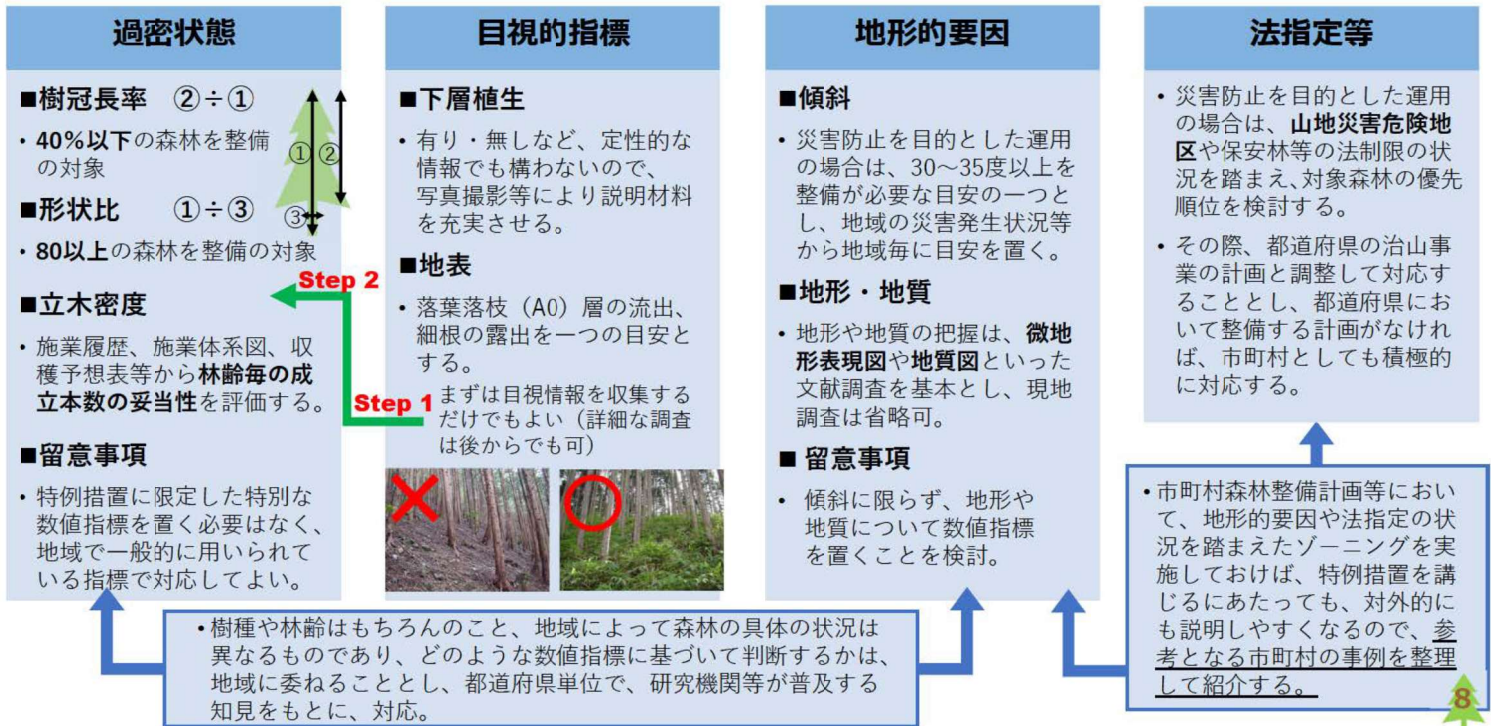 過密状態
■樹冠長率 ②÷①
・40%以下の森林を整備
の対象
■形状比 ①÷③
・80以上の森林を整備の対象
①
②
③
■立木密度
・施業履歴、施業体系図、収
穫予想表等から林齢毎の成
立本数の妥当性を評価する。
■留意事項
・特例措置に限定した特別な
数値指標を置く必要はなく、
地域で一般的に用いられて
いる指標で対応してよい。
Step 2
Step 1
目視的指標
■下層植生
・有り・無しなど、定性的な
情報でも構わないので、
写真撮影等により説明材料
を充実させる。
■地表
・落葉落枝（A0）層の流出、
細根の露出を一つの目安と
する。
まずは目視情報を収集する
だけでもよい（詳細な調査
は後からでも可）
地形的要因
■傾斜
・災害防止を目的とした運用
の場合は、30～35度以上を
整備が必要な目安の一つと
し、地域の災害発生状況等
から地域毎に目安を置く。
■地形・地質
・地形や地質の把握は、微地
形表現図や地質図といった
文献調査を基本とし、現地
調査は省略可。
■ 留意事項
・傾斜に限らず、地形や
地質について数値指標
を置くことを検討。
法指定等
・災害防止を目的とした運用
の場合は、山地災害危険地
区や保安林等の法制限の状
況を踏まえ、対象森林の優先
順位を検討する。
・その際、都道府県の治山事
業の計画と調整して対応す
ることとし、都道府県にお
いて整備する計画がなけれ
ば、市町村としても積極的
に対応する。
・樹種や林齢はもちろんのこと、地域によって森林の具体の状況は
異なるものであり、どのような数値指標に基づいて判断するかは、
地域に委ねることとし、都道府県単位で、研究機関等が普及する
知見をもとに、対応。
・市町村森林整備計画等におい
て、地形的要因や法指定の状
況を踏まえたゾーニングを実
施しておけば、特例措置を講
じるにあたっても、対外的に
も説明しやすくなるので、参
考となる市町村の事例を整理
して紹介する。
8